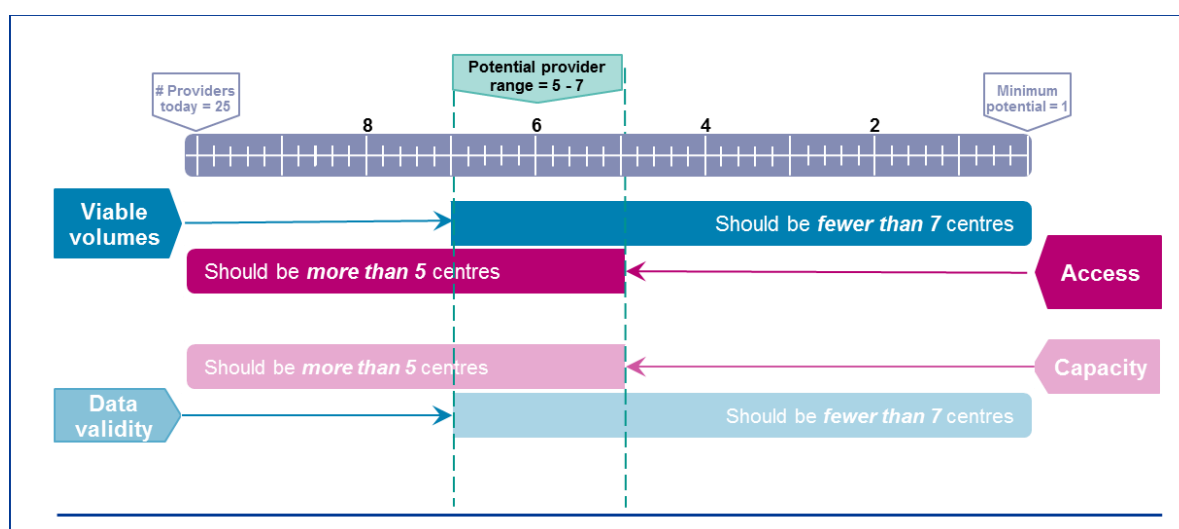 Potential provider
range = 5 - 7
# Providers
today = 25
Minimum
potential = 1
8
6
4
2
Viable
volumes
Should be fewer than 7 centres
Should be more than 5 centres
Access
Should be more than 5 centres
Capacity
Data
validity
Should be fewer than 7 centres